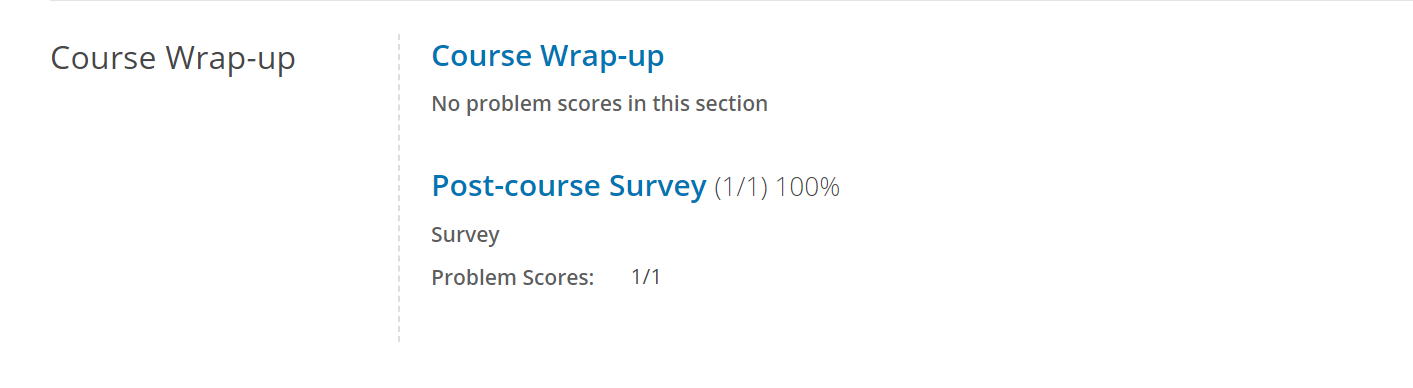 Course Wrap-up
Course Wrap-up
No problem scores in this section
Post-course Survey (1/1) 100%
Survey
Problem Scores: 1/1